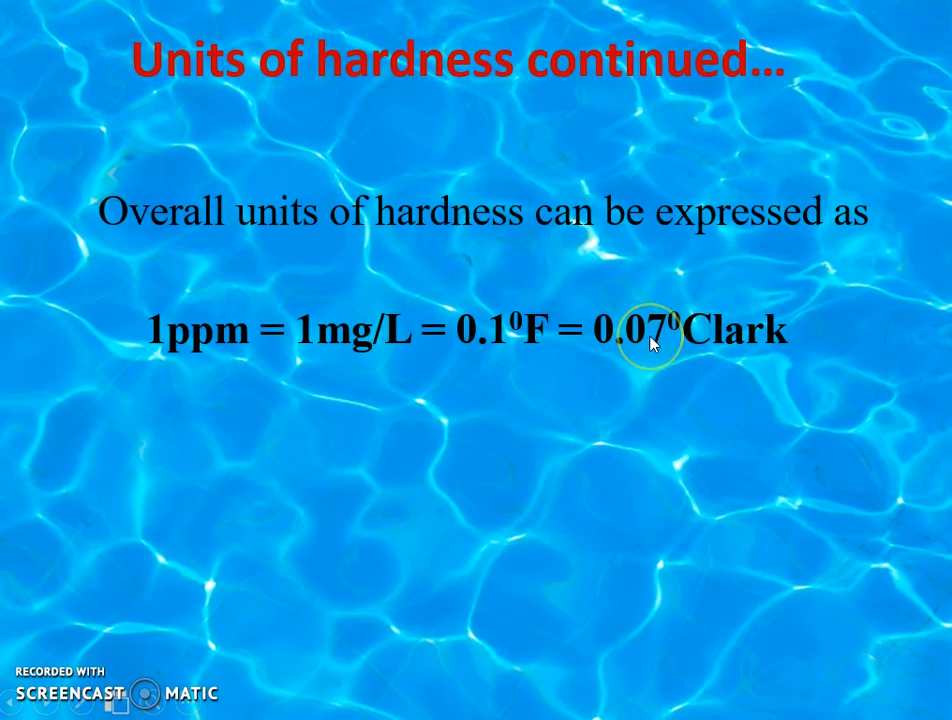 Units of hardness continued...
Overall units of hardness can be expressed as
1ppm = 1mg/L = 0.1⁰F = 0.07⁰Clark
RECORDED WITH
SCREENCAST MATIC